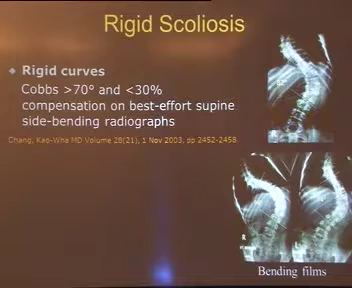 Rigid Scoliosis
Rigid curves
Cobbs >70° and <30%
compensation on best-effort supine
side-bending radiographs
Chang, Kao-Wha MD Volume 28(21), 1 Nov 2003, pp 2452-2458
R
Bending films